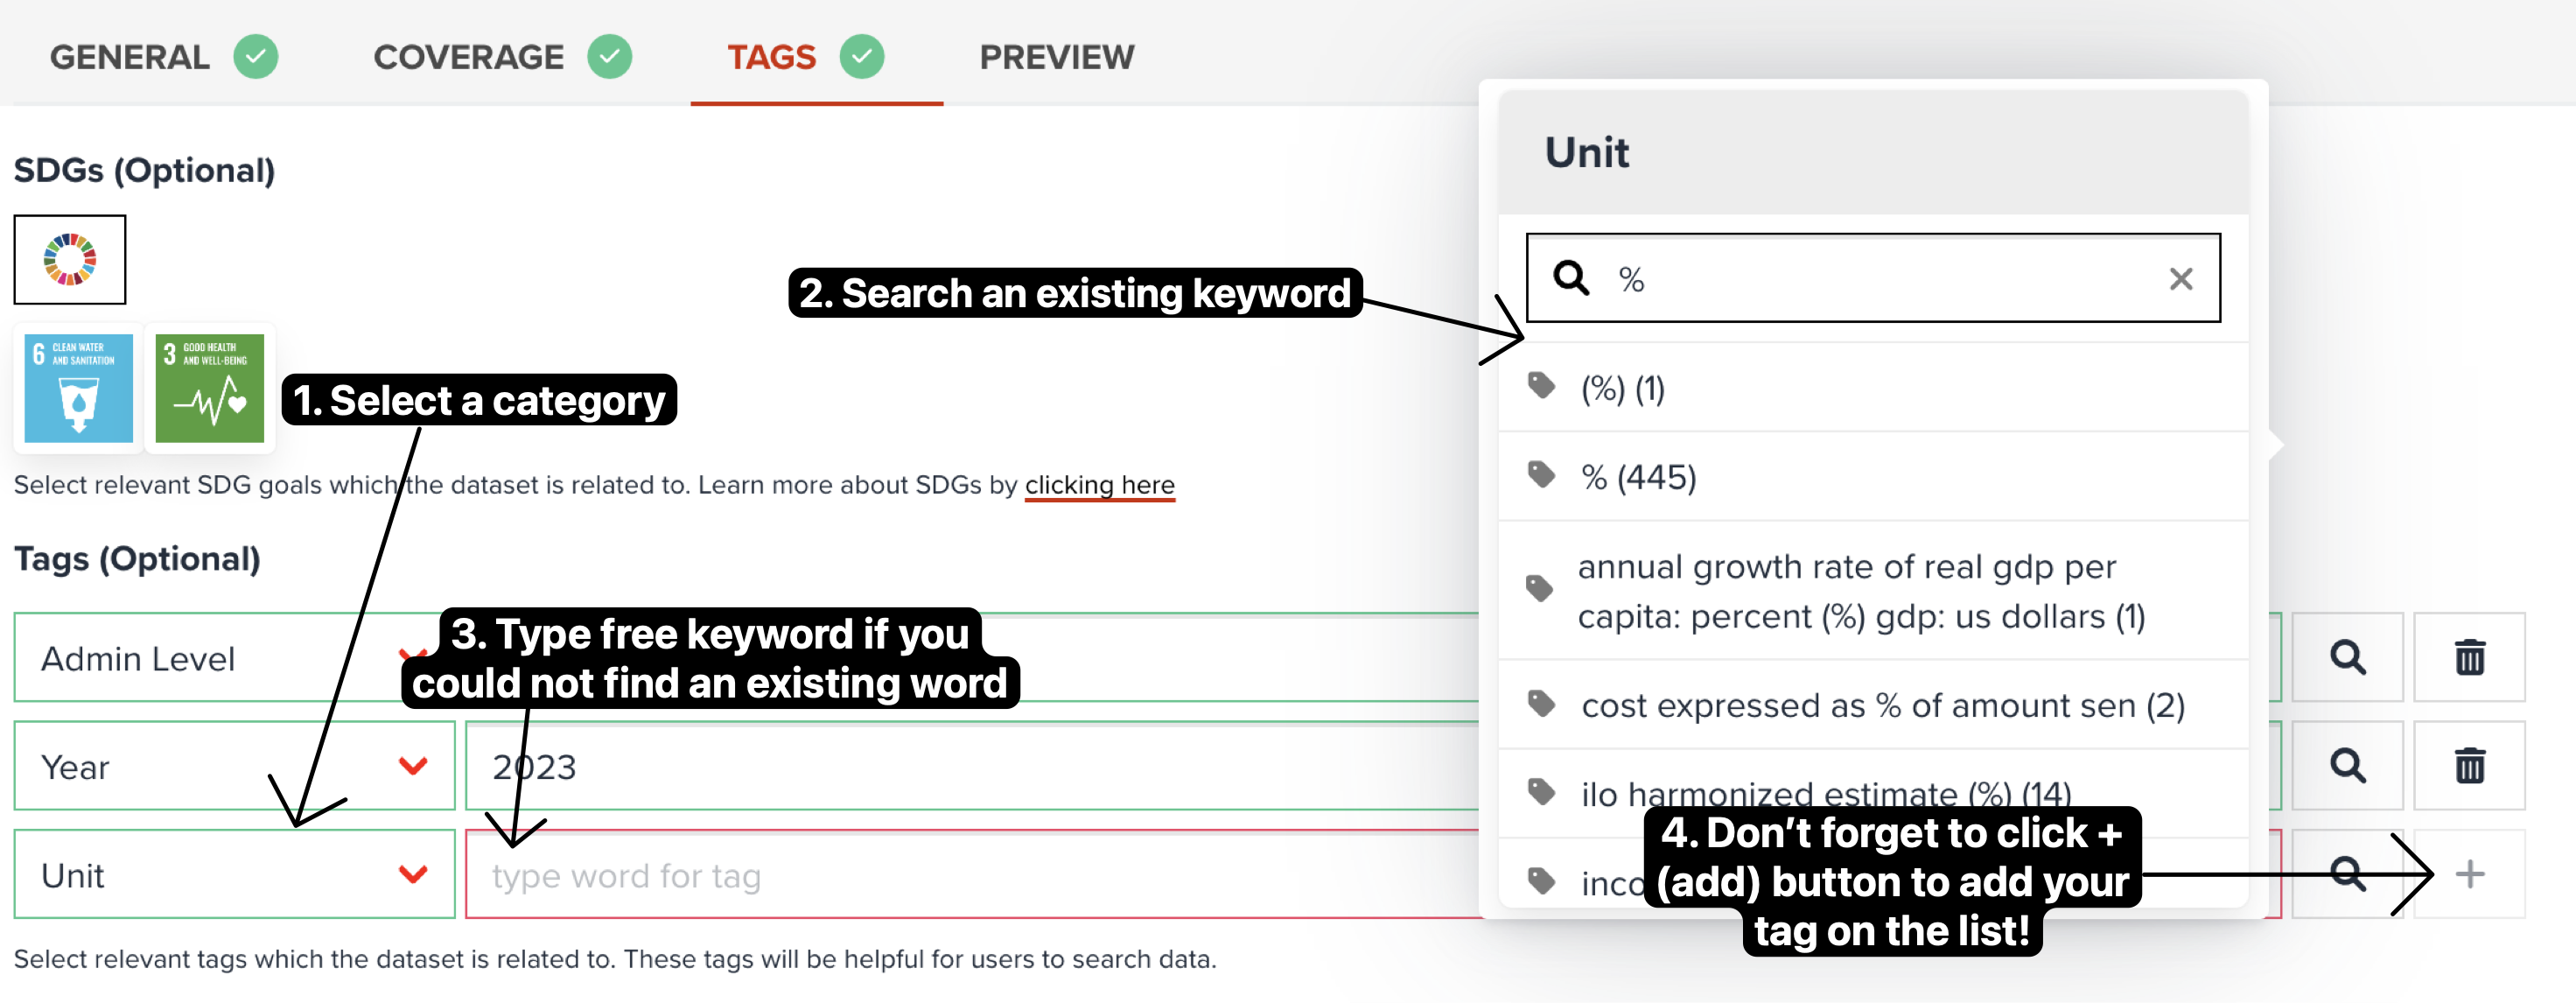 GENERAL
COVERAGE
TAGS
PREVIEW
SDGs (Optional)
6 CLEAN WATER
AND SANITATION
3 GOOD HEALTH
AND WELL-BEING
1. Select a category
Select relevant SDG goals which the dataset is related to. Learn more about SDGs by clicking here
Tags (Optional)
Admin Level
3. Type free keyword if you
could not find an existing word
Year
2023
Unit
type word for tag
Select relevant tags which the dataset is related to. These tags will be helpful for users to search data.
2. Search an existing keyword
Unit
%
(%) (1)
% (445)
annual growth rate of real gdp per
capita: percent (%) gdp: us dollars (1)
cost expressed as % of amount sen (2)
ilo harmonized estimate (%) (14)
4. Don't forget to click +
(add) button to add your
tag on the list!